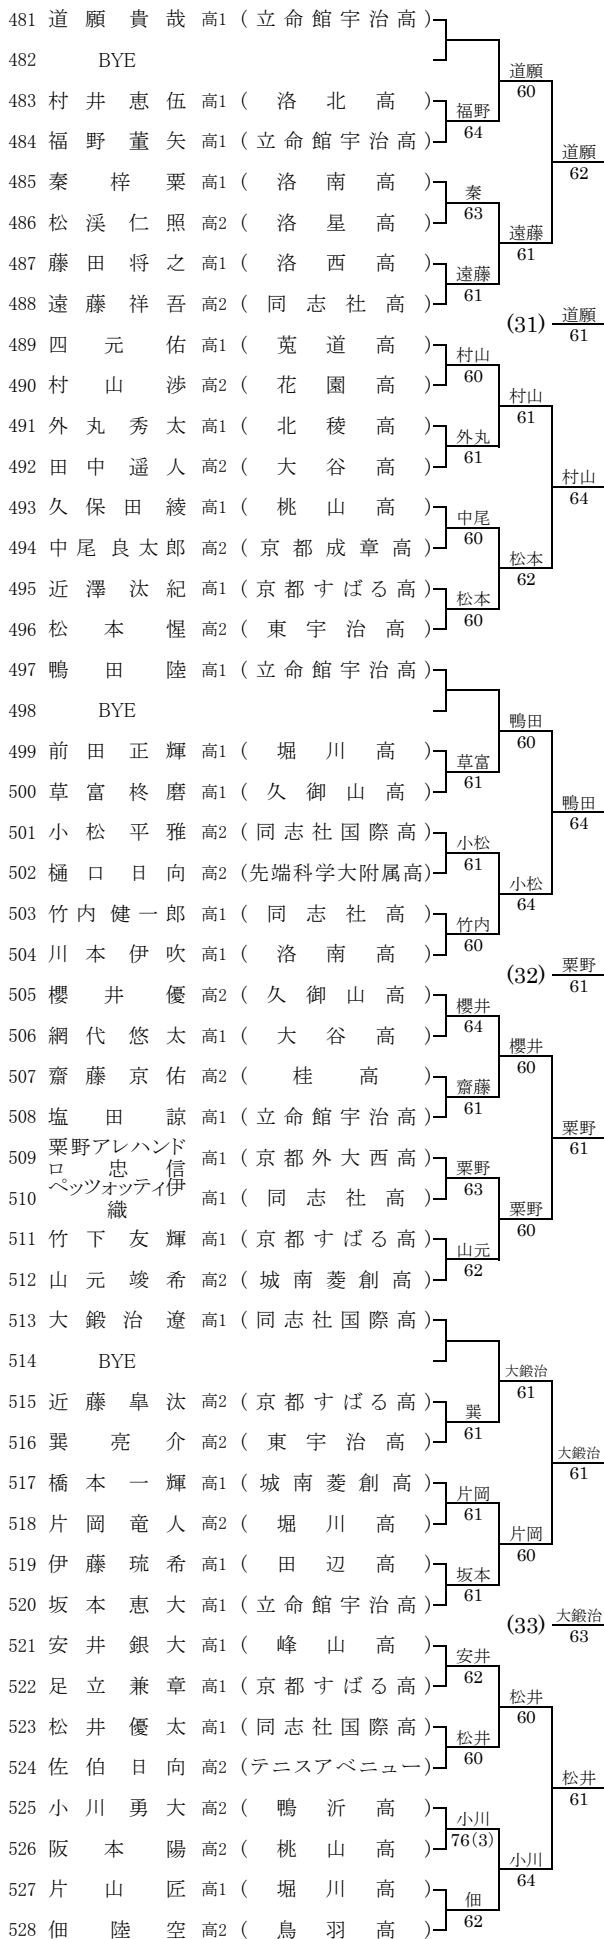 481 道願貴哉 高1 (立命館宇治高)
482 BYE
道願
60
483 村井恵伍 高1 (洛北高)
福野
64
484 福野董矢 高1 (立命館宇治高)
道願
62
485 秦梓栗 高1 (洛南高)
秦
63
486 松渓仁照 高2 (洛星高)
遠藤
61
487 藤田将之 高1 (洛西高)
遠藤
61
488 遠藤祥吾 高2 (同志社高)
(31) 道願
61
489 四元佑 高1 (莵道高)
村山
60
490 村山渉 高2 (花園高)
村山
61
491 外丸秀太 高1 (北稜高)
外丸
61
492 田中遥人 高2 (大谷高)
村山
64
493 久保田綾 高1 (桃山高)
中尾
60
494 中尾良太郎 高2 (京都成章高)
松本
62
495 近澤汰紀 高1 (京都すばる高)
松本
60
496 松本惺 高2 (東宇治高)
497 鴨田陸 高1 (立命館宇治高)
498 BYE
鴨田
60
499 前田正輝 高1 (堀川高)
草富
61
500 草富柊磨 高1 (久御山高)
鴨田
64
501 小松平雅 高2 (同志社国際高)
小松
61
502 樋口日向 高2 (先端科学大附属高)
小松
64
503 竹内健一郎 高1 (同志社高)
竹内
60
504 川本伊吹 高1 (洛南高)
(32) 粟野
61
505 櫻井優 高2 (久御山高)
櫻井
64
506 網代悠太 高1 (大谷高)
櫻井
60
507 齋藤京佑 高2 (桂高)
齋藤
61
508 塩田諒 高1 (立命館宇治高)
粟野
61
509 粟野アレハンド
ロ忠信 高1 (京都外大西高)
粟野
63
510 ペッツォッティ伊
織 高1 (同志社高)
粟野
60
511 竹下友輝 高1 (京都すばる高)
山元
62
512 山元竣希 高2 (城南菱創高)
513 大鍛治遼 高1 (同志社国際高)
514 BYE
大鍛治
61
515 近藤皐汰 高2 (京都すばる高)
巽
61
516 巽亮介 高2 (東宇治高)
大鍛治
61
517 橋本一輝 高1 (城南菱創高)
片岡
61
518 片岡竜人 高2 (堀川高)
片岡
60
519 伊藤琉希 高1 (田辺高)
坂本
61
520 坂本恵大 高1 (立命館宇治高)
(33) 大鍛治
63
521 安井銀大 高1 (峰山高)
安井
62
522 足立兼章 高1 (京都すばる高)
松井
60
523 松井優太 高1 (同志社国際高)
松井
60
524 佐伯日向 高2 (テニスアベニュー)
松井
61
525 小川勇大 高2 (鴨沂高)
小川
76(3)
526 阪本陽 高2 (桃山高)
小川
64
527 片山匠 高1 (堀川高)
佃
62
528 佃陸空 高2 (鳥羽高)